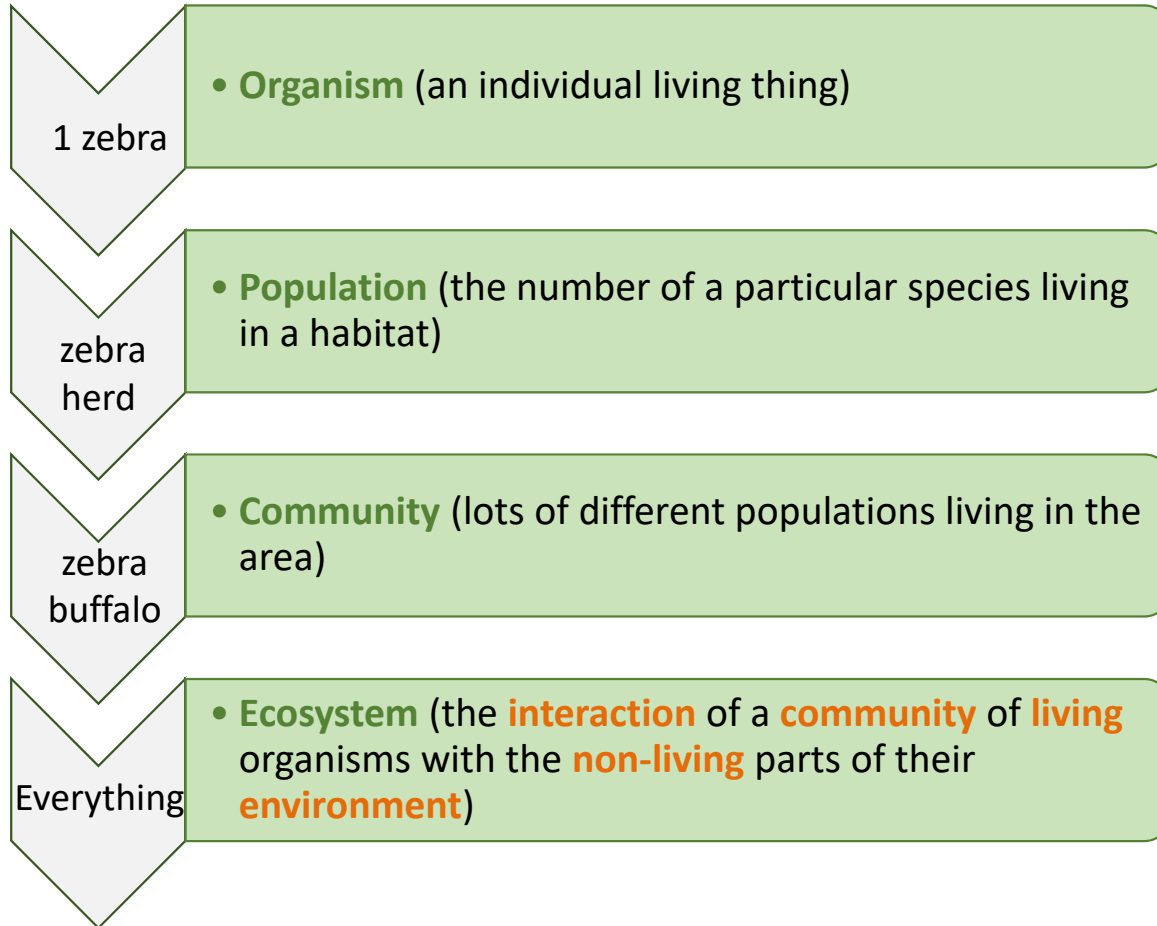 1 zebra
• Organism (an individual living thing)
zebra
herd
• Population (the number of a particular species living
in a habitat)
zebra
buffalo
• Community (lots of different populations living in the
area)
Everything
• Ecosystem (the interaction of a community of living
organisms with the non-living parts of their
environment)